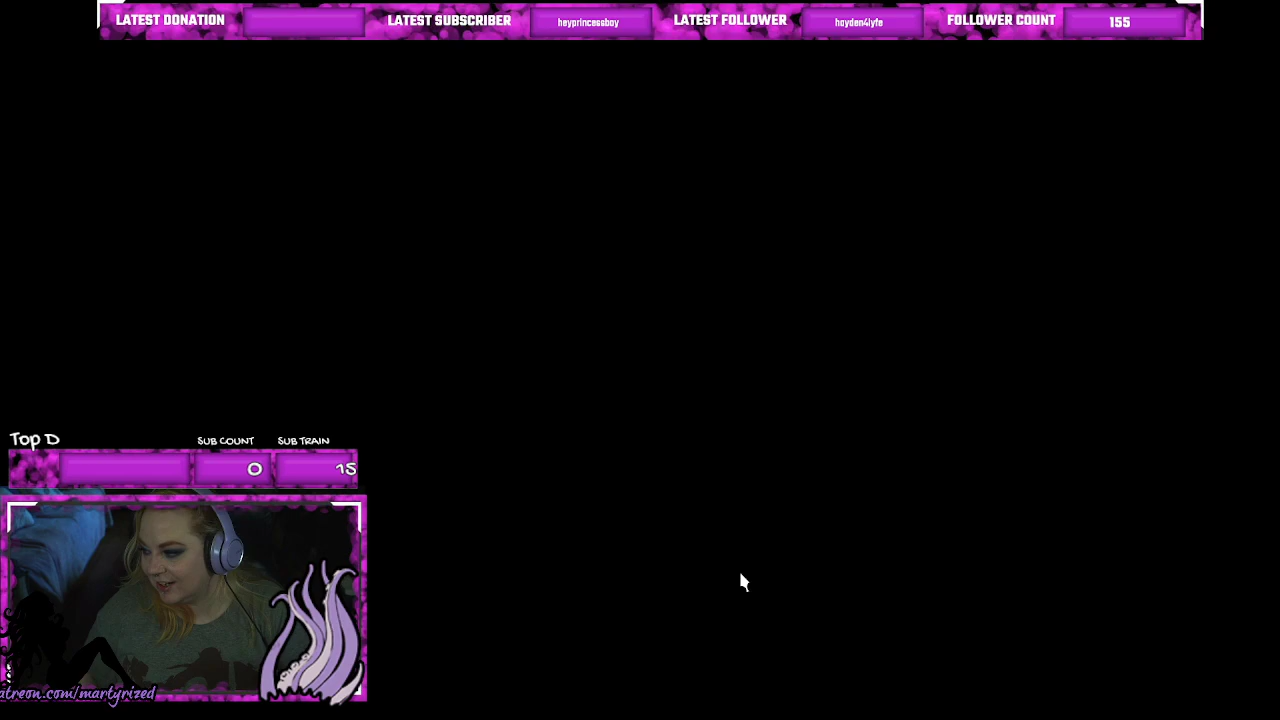 LATEST DONATION
LATEST SUBSCRIBER
heyprincessboy
LATEST FOLLOWER
hayden4lyfe
FOLLOWER COUNT
155
Top D
SUB COUNT
SUB TRAIN
0
15
atreon.com/martyrized